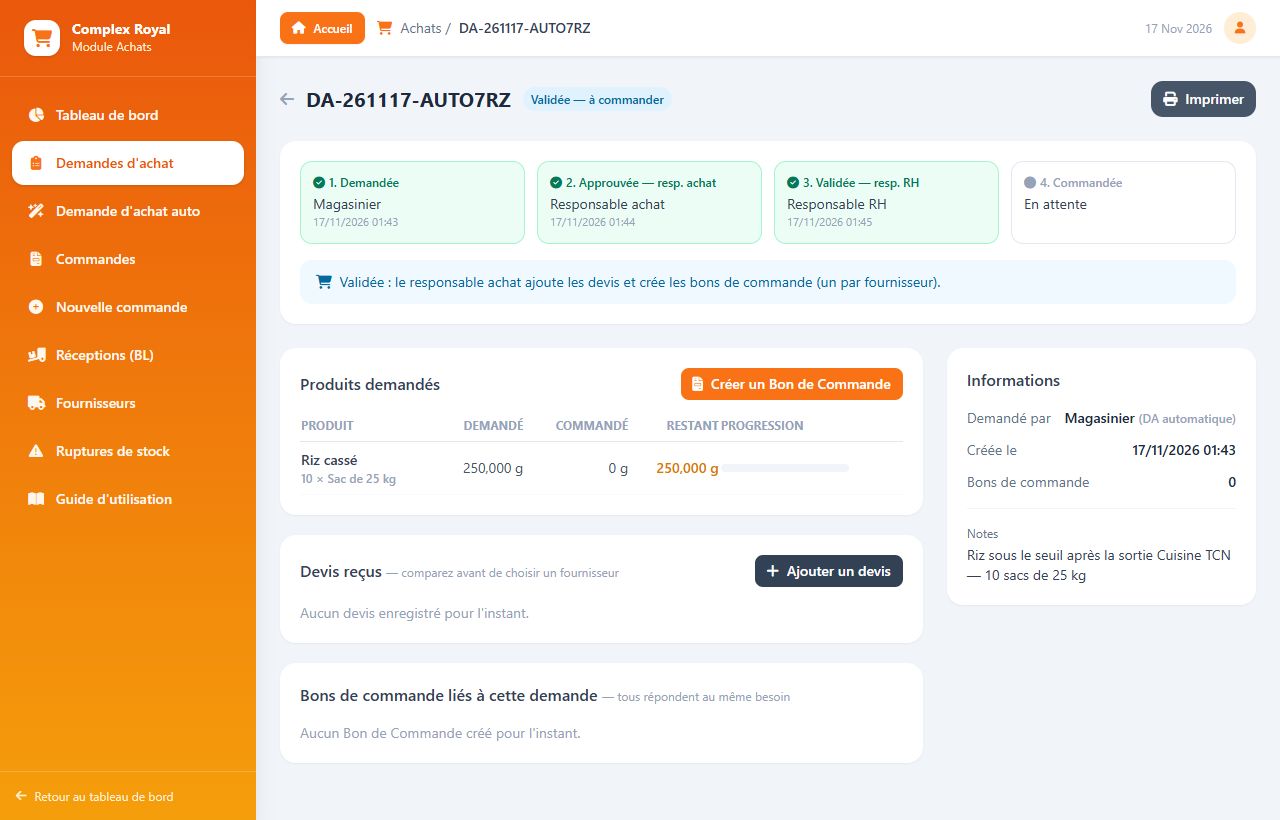 Complex Royal
Module Achats
Tableau de bord
Demandes d'achat
Demande d'achat auto
Commandes
Nouvelle commande
Réceptions (BL)
Fournisseurs
Ruptures de stock
Guide d'utilisation
Retour au tableau de bord
Accueil
Achats / DA-261117-AUTO7RZ
17 Nov 2026
DA-261117-AUTO7RZ
Validée — à commander
Imprimer
1. Demandée
Magasinier
17/11/2026 01:43
2. Approuvée — resp. achat
Responsable achat
17/11/2026 01:44
3. Validée — resp. RH
Responsable RH
17/11/2026 01:45
4. Commandée
En attente
Validée : le responsable achat ajoute les devis et crée les bons de commande (un par fournisseur).
Produits demandés
Créer un Bon de Commande
PRODUIT DEMANDÉ COMMANDÉ RESTANT PROGRESSION
Riz cassé 250,000 g 0 g 250,000 g
10 × Sac de 25 kg
Devis reçus — comparez avant de choisir un fournisseur
Ajouter un devis
Aucun devis enregistré pour l'instant.
Bons de commande liés à cette demande — tous répondent au même besoin
Aucun Bon de Commande créé pour l'instant.
Informations
Demandé par Magasinier (DA automatique)
Créée le 17/11/2026 01:43
Bons de commande 0
Notes
Riz sous le seuil après la sortie Cuisine TCN
— 10 sacs de 25 kg